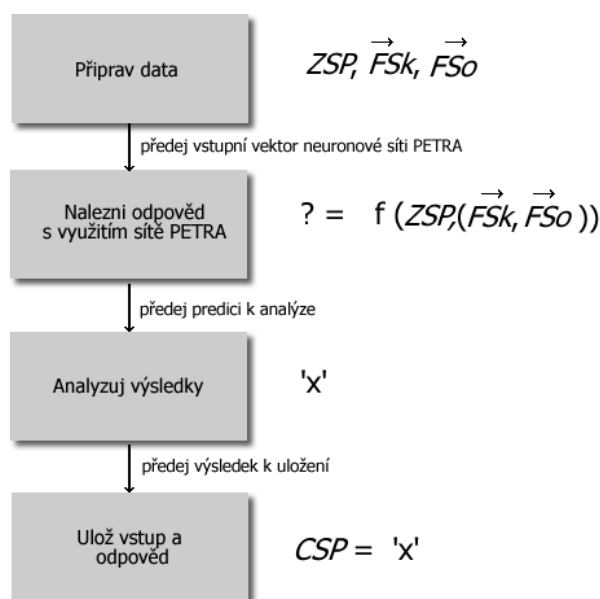 Připrav data
ZSP, FSk, FSo
předej vstupní vektor neuronové síti PETRA
Nalezni odpověd
s využitím sítě PETRA
? = f (ZSP,(FSk, FSo ))
předej predici k analýze
Analyzuj výsledky
'x'
předej výsledek k uložení
Ulož vstup a
odpověd
CSP = 'x'